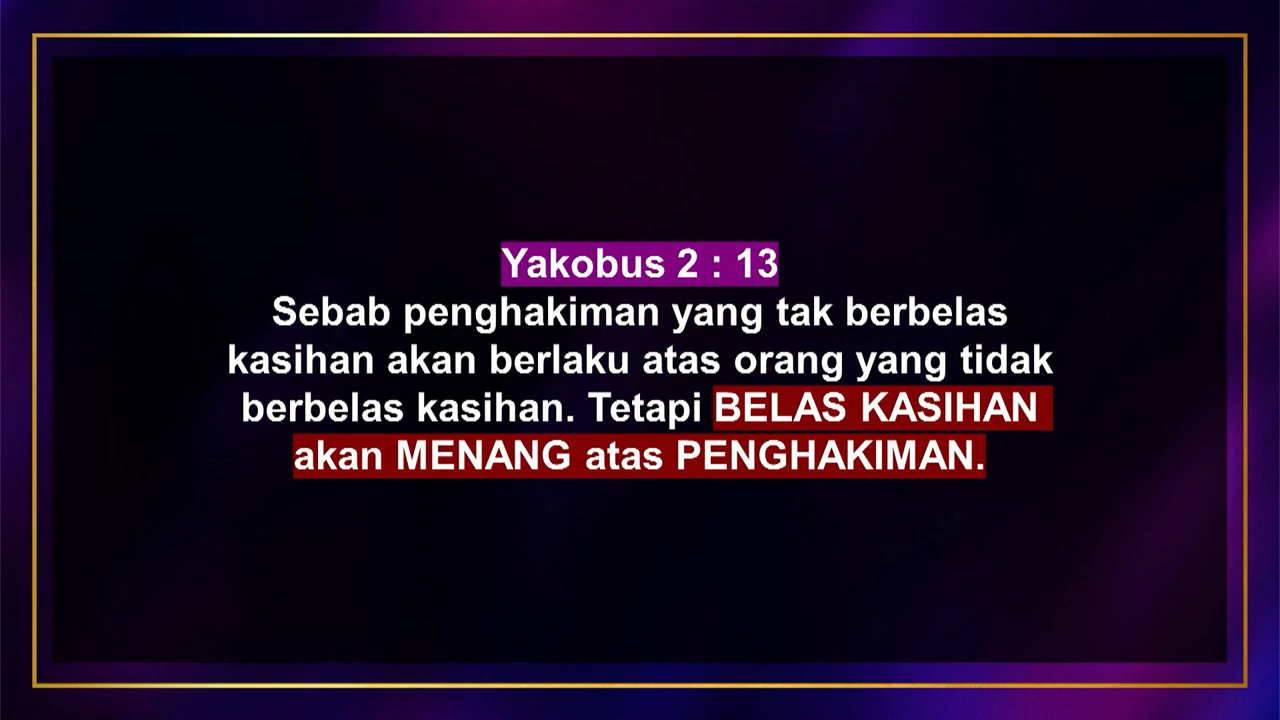 Yakobus 2 : 13
Sebab penghakiman yang tak berbelas
kasihan akan berlaku atas orang yang tidak
berbelas kasihan. Tetapi BELAS KASIHAN
akan MENANG atas PENGHAKIMAN.